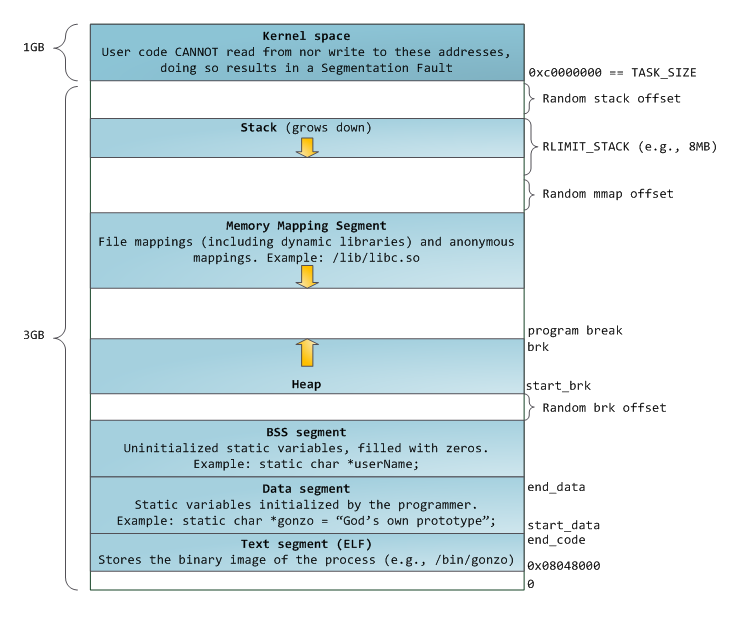 Kernel space
1GB
User code CANNOT read from nor write to these addresses,
doing so results in a Segmentation Fault
0xc0000000 == TASK_SIZE
Random stack offset
Stack (grows down)
RLIMIT_STACK (e.g., 8MB)
Random mmap offset
Memory Mapping Segment
File mappings (including dynamic libraries) and anonymous
mappings. Example: /lib/libc.so
3GB
program break
brk
Heap
start_brk
Random brk offset
BSS segment
Uninitialized static variables, filled with zeros.
Example: static char *userName;
Data segment
end_data
Static variables initialized by the programmer.
Example: static char *gonzo = “God’s own prototype”;
start_data
end_code
Text segment (ELF)
Stores the binary image of the process (e.g., /bin/gonzo)
0x08048000
0